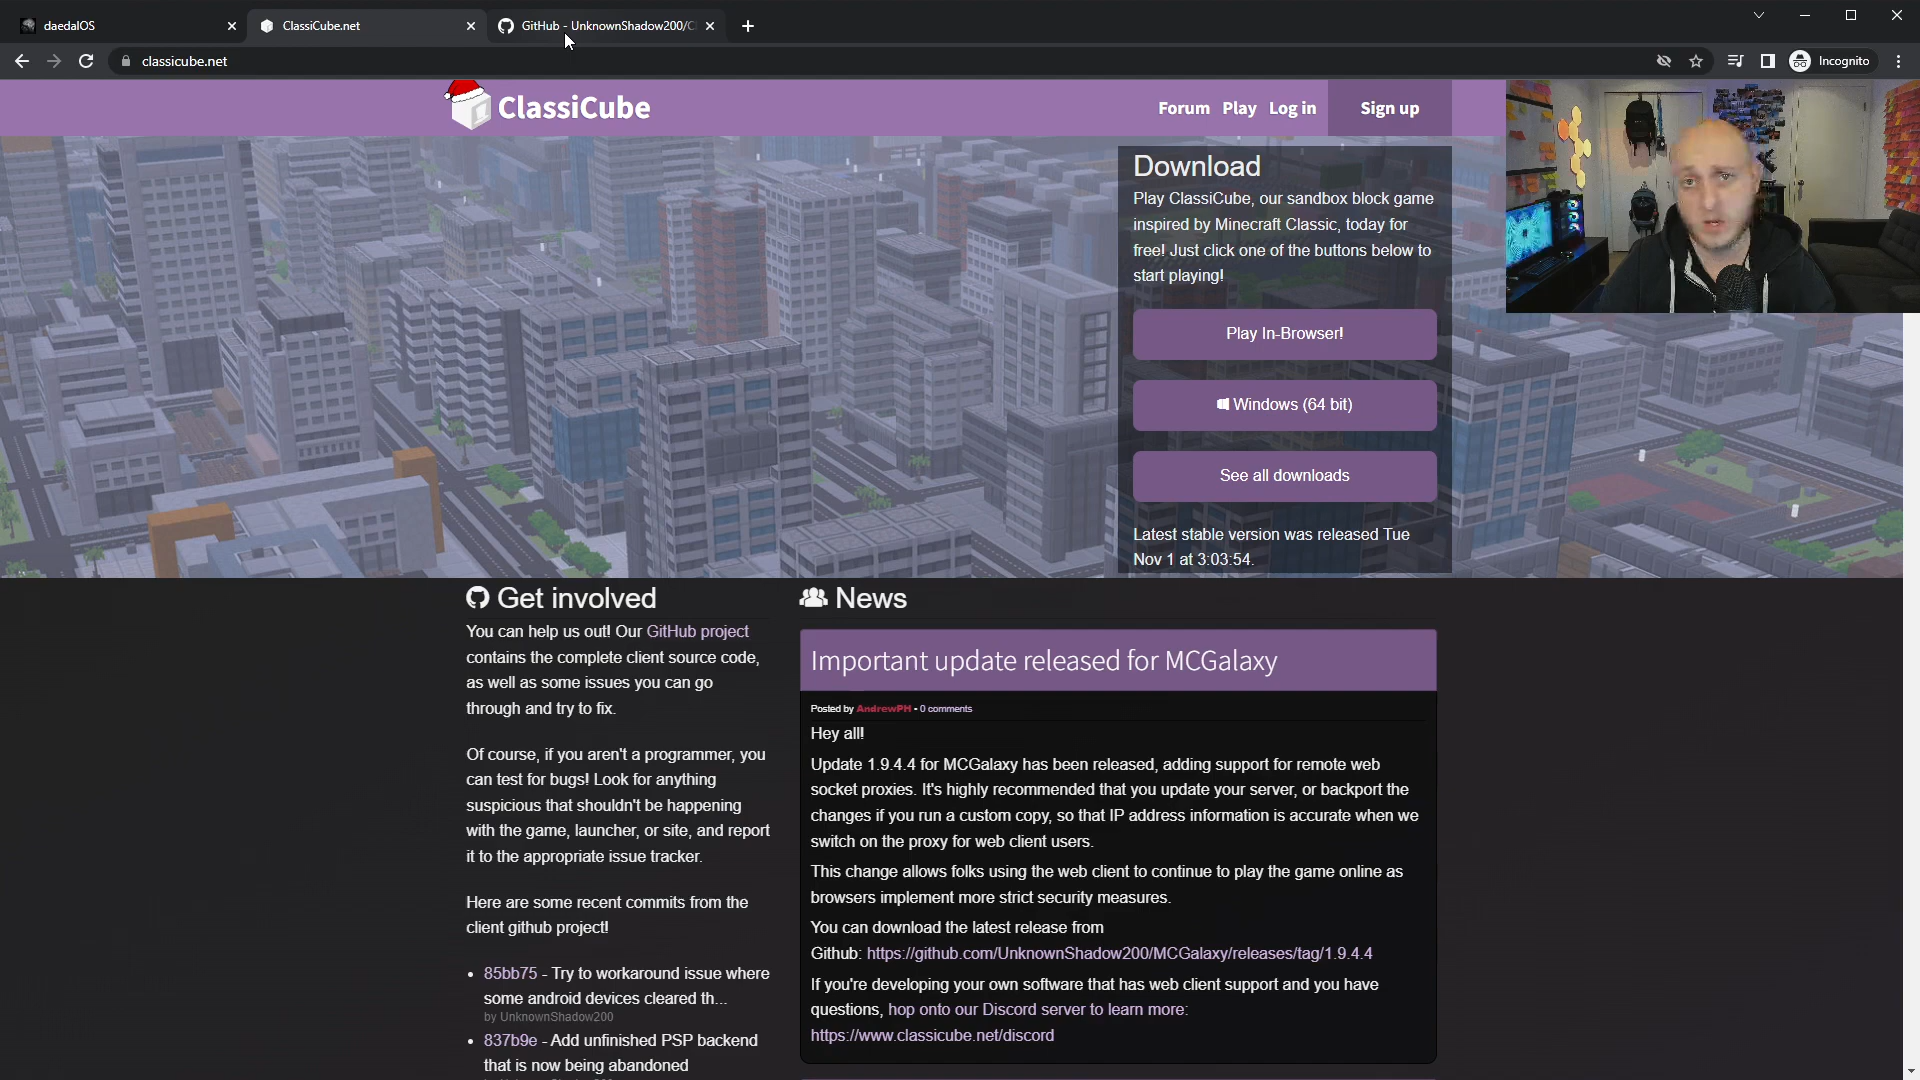 daedalOS
ClassiCube.net
GitHub - UnknownShadow200/Cl
classicube.net
Incognito
ClassiCube
Forum Play Log in Sign up
Download
Play ClassiCube, our sandbox block game
inspired by Minecraft Classic, today for
free! Just click one of the buttons below to
start playing!
Play In-Browser!
Windows (64 bit)
See all downloads
Latest stable version was released Tue
Nov 1 at 3:03:54.
Get involved
You can help us out! Our GitHub project
contains the complete client source code,
as well as some issues you can go
through and try to fix.
Of course, if you aren't a programmer, you
can test for bugs! Look for anything
suspicious that shouldn't be happening
with the game, launcher, or site, and report
it to the appropriate issue tracker.
Here are some recent commits from the
client github project!
• 85bb75 - Try to workaround issue where
some android devices cleared th...
by UnknownShadow200
• 837b9e - Add unfinished PSP backend
that is now being abandoned
News
Important update released for MCGalaxy
Posted by AndrewPH • 0 comments
Hey all!
Update 1.9.4.4 for MCGalaxy has been released, adding support for remote web
socket proxies. It's highly recommended that you update your server, or backport the
changes if you run a custom copy, so that IP address information is accurate when we
switch on the proxy for web client users.
This change allows folks using the web client to continue to play the game online as
browsers implement more strict security measures.
You can download the latest release from
Github: https://github.com/UnknownShadow200/MCGalaxy/releases/tag/1.9.4.4
If you're developing your own software that has web client support and you have
questions, hop onto our Discord server to learn more:
https://www.classicube.net/discord